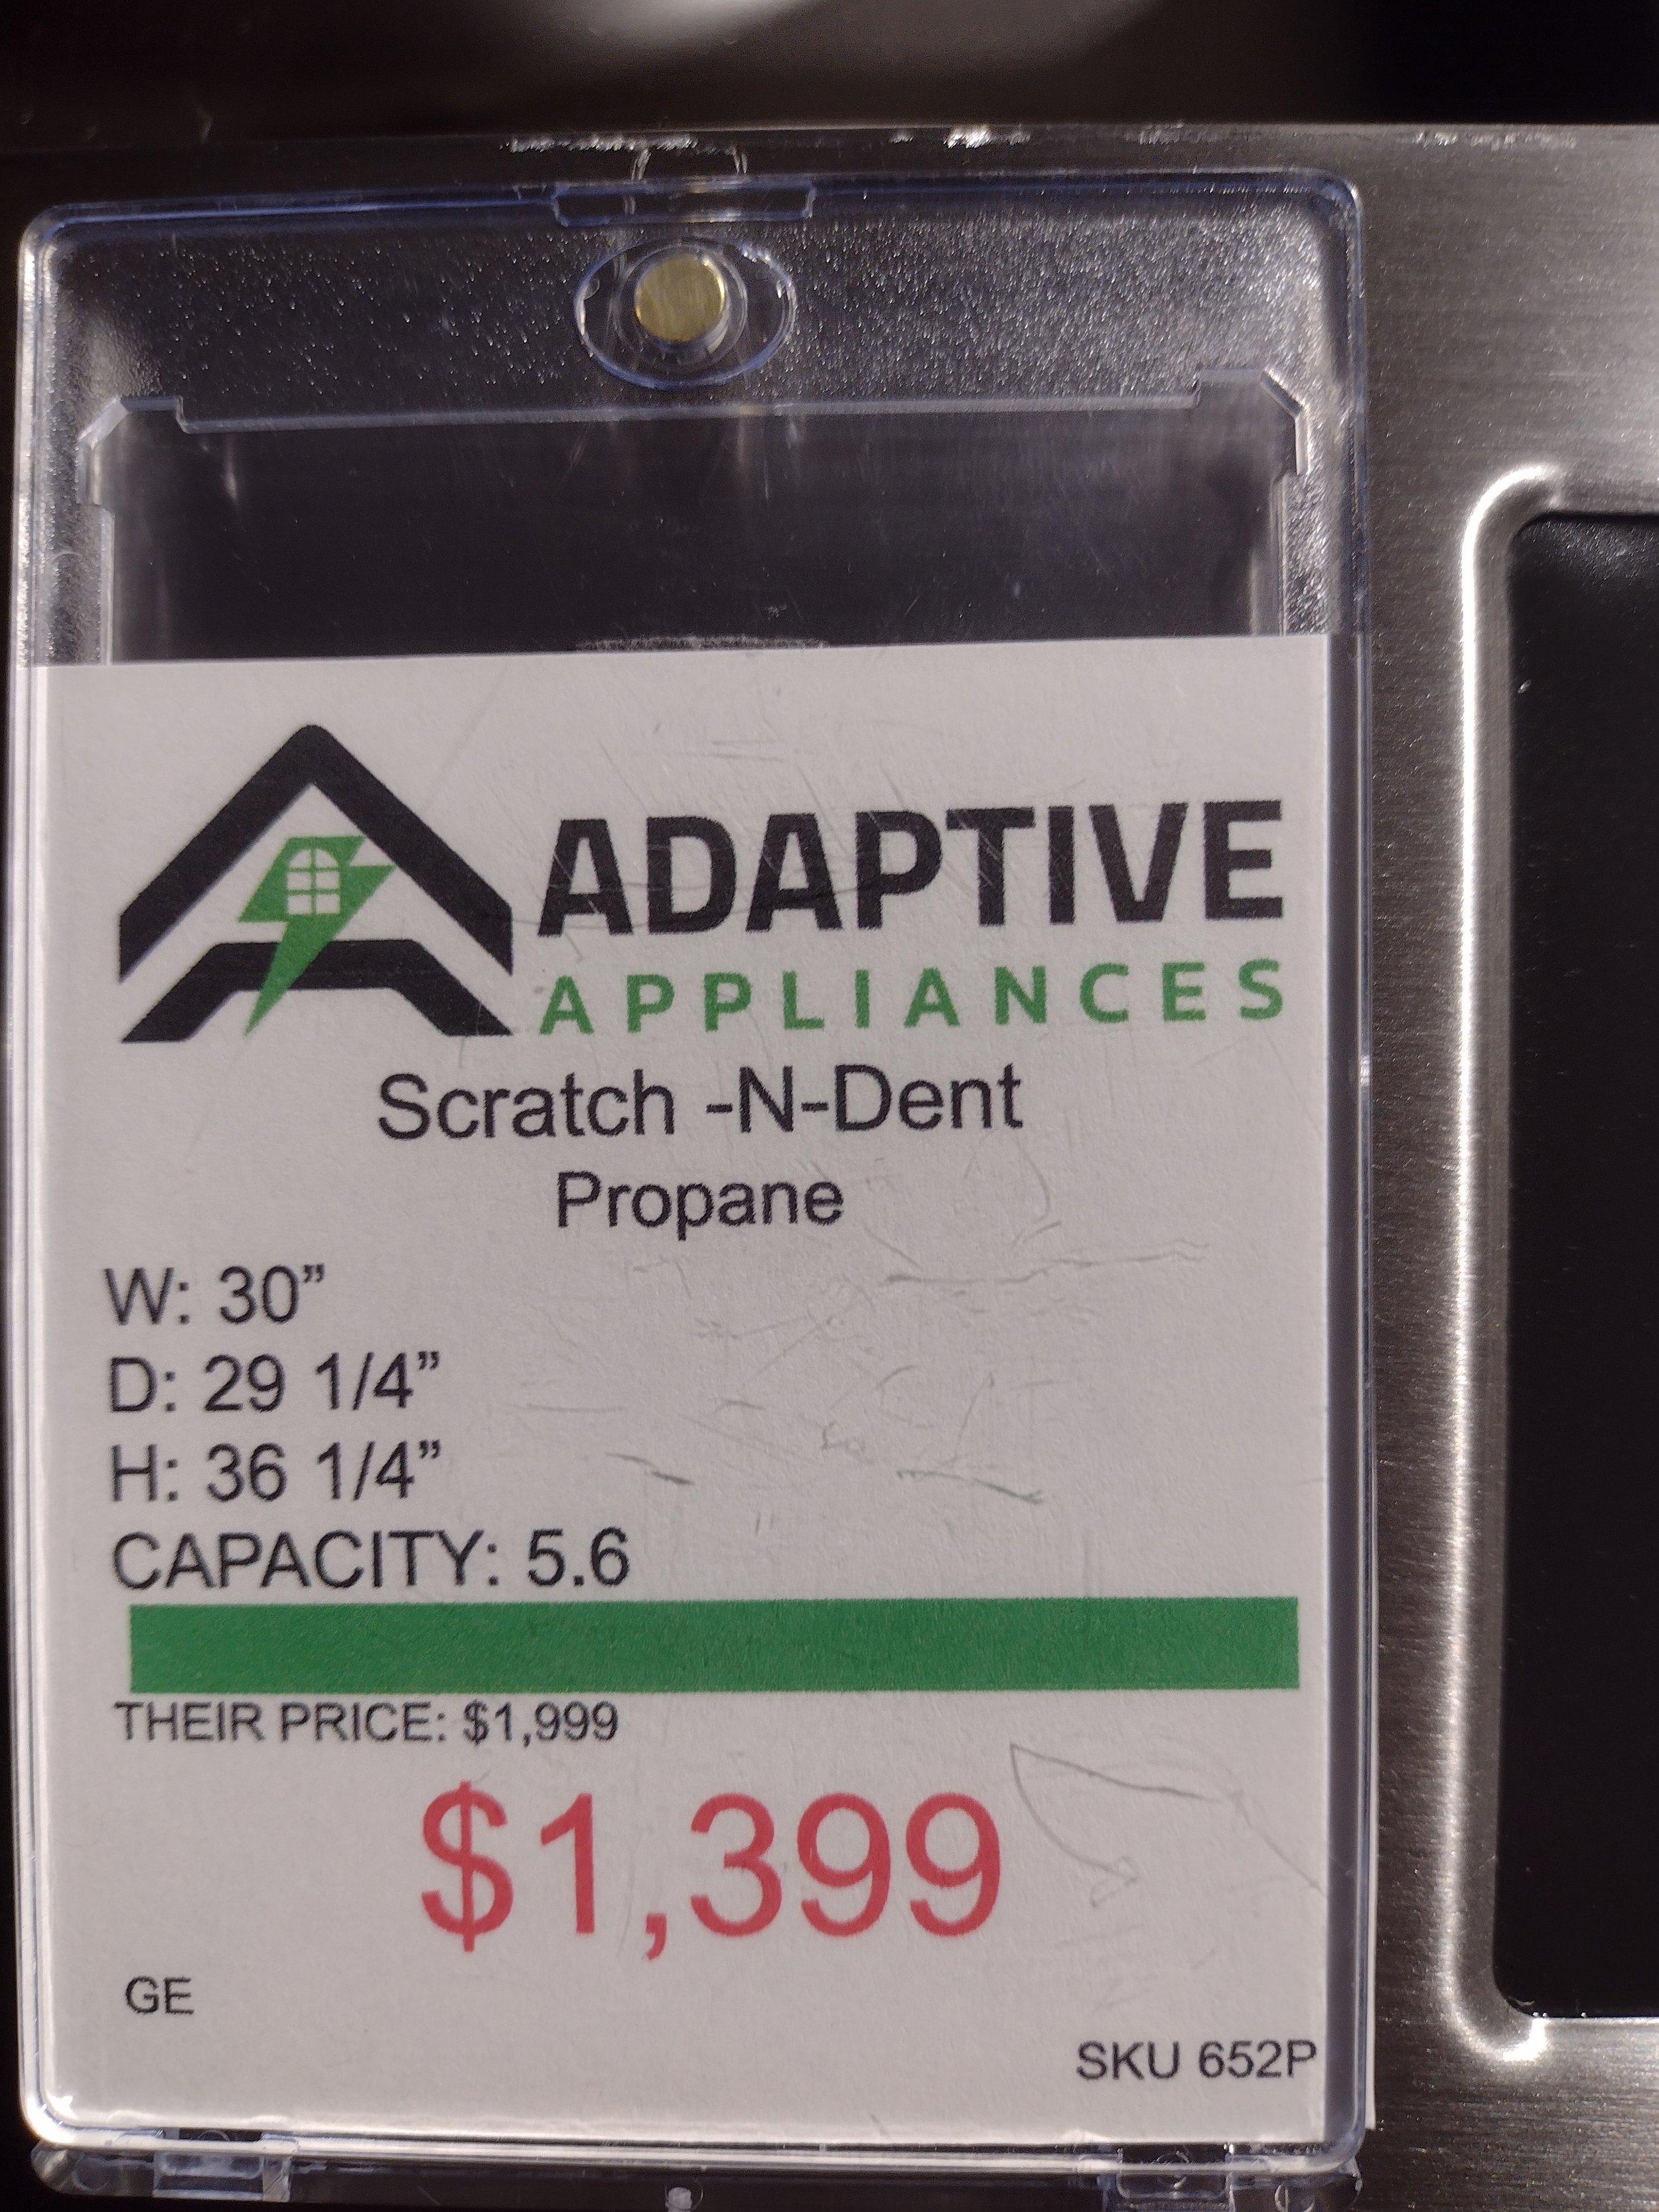 ADAPTIVE
APPLIANCES
Scratch -N-Dent
Propane
W: 30”
D: 29 1/4”
H: 36 1/4”
CAPACITY: 5.6
THEIR PRICE: $1,999
$1,399
GE
SKU 652P